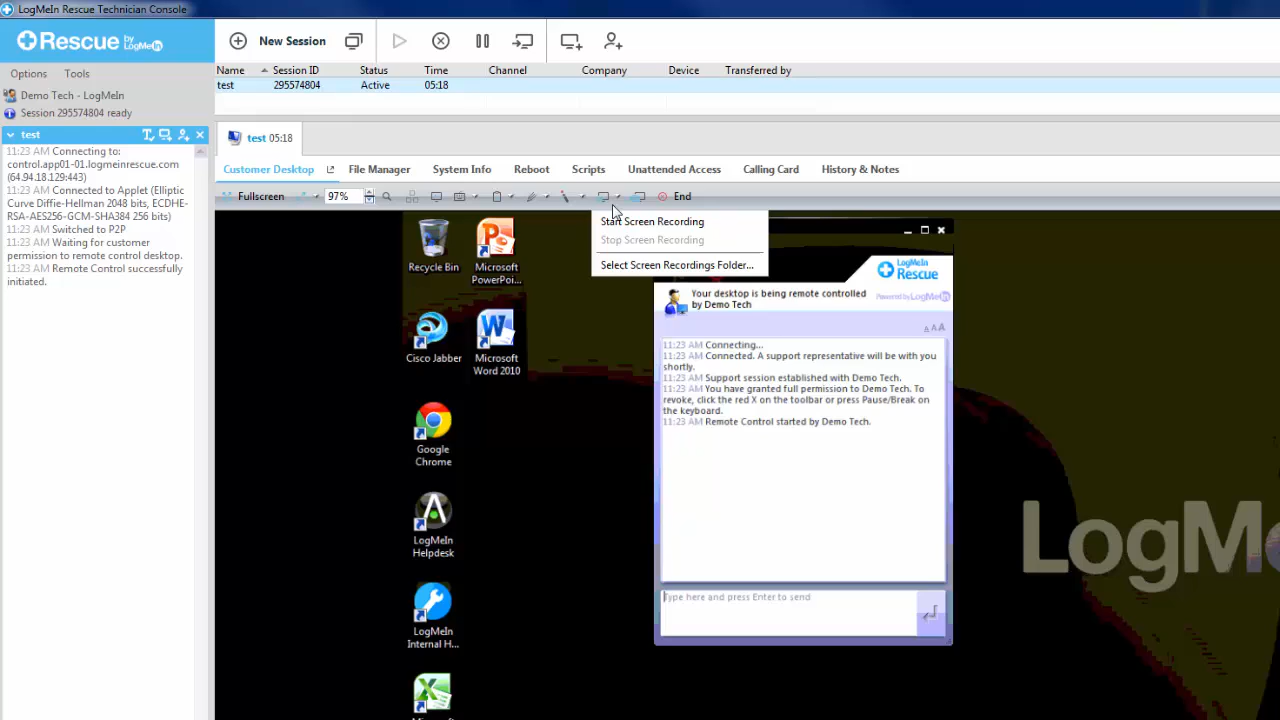 LogMeIn Rescue Technician Console
Rescue by LogMeIn
New Session
Options Tools
Name Session ID Status Time Channel Company Device Transferred by
test 295574804 Active 05:18
Demo Tech - LogMeIn
Session 295574804 ready
test
11:23 AM Connecting to:
control.app01-01.logmeinrescue.com
(64.94.18.129:443)
11:23 AM Connected to Applet (Elliptic
Curve Diffie-Hellman 2048 bits, ECDHE-
RSA-AES256-GCM-SHA384 256 bits)
11:23 AM Switched to P2P
11:23 AM Waiting for customer
permission to remote control desktop.
11:23 AM Remote Control successfully
initiated.
test 05:18
Customer Desktop File Manager System Info Reboot Scripts Unattended Access Calling Card History & Notes
Fullscreen 97% End
Start Screen Recording
Stop Screen Recording
Select Screen Recordings Folder...
Recycle Bin
Microsoft
PowerPoi...
Cisco Jabber
Microsoft
Word 2010
Google
Chrome
LogMeIn
Helpdesk
LogMeIn
Internal H...
LogMeIn
Rescue
Your desktop is being remote controlled
by Demo Tech
Powered by LogMeIn
A A A
11:23 AM Connecting...
11:23 AM Connected. A support representative will be with you
shortly.
11:23 AM Support session established with Demo Tech.
11:23 AM You have granted full permission to Demo Tech. To
revoke, click the red X on the toolbar or press Pause/Break on
the keyboard.
11:23 AM Remote Control started by Demo Tech.
Type here and press Enter to send
LogMe